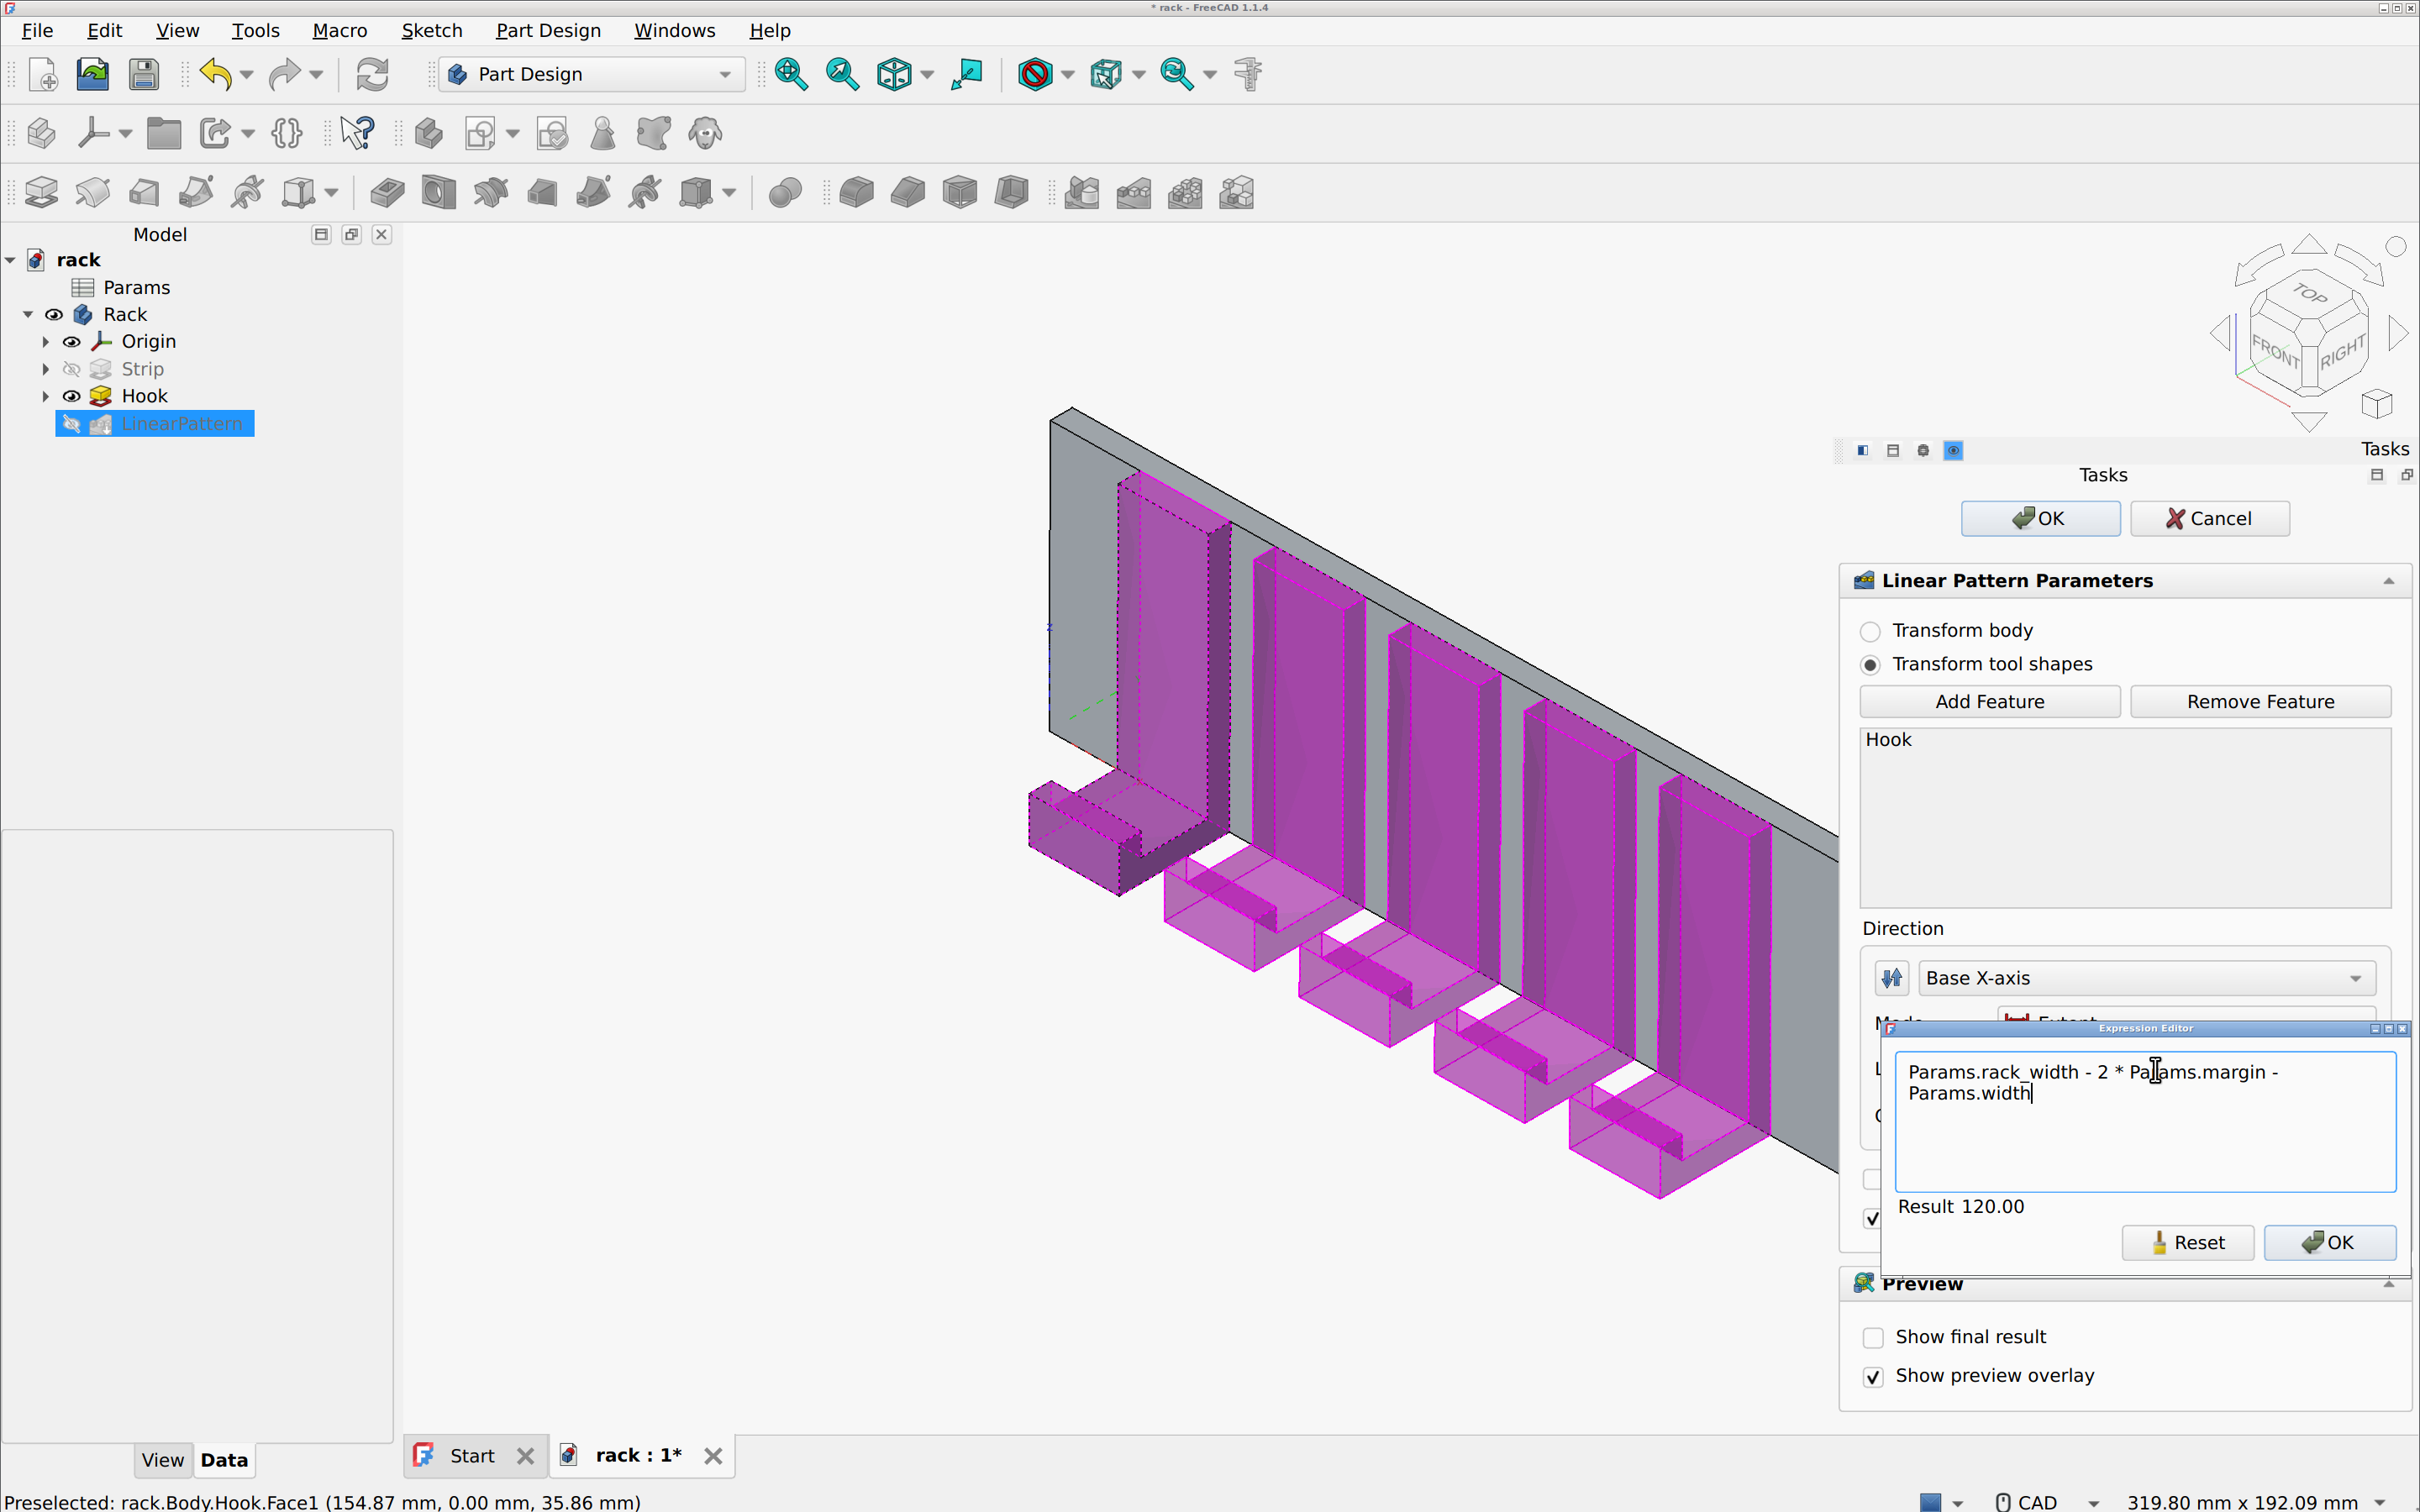 * rack - FreeCAD 1.1.4
File Edit View Tools Macro Sketch Part Design Windows Help
Part Design
Model
rack
Params
Rack
Origin
Strip
Hook
LinearPattern
z
TOP
FRONT
RIGHT
Tasks
Tasks
OK
Cancel
Linear Pattern Parameters
Transform body
Transform tool shapes
Add Feature
Remove Feature
Hook
Direction
Base X-axis
Expression Editor
Params.rack_width - 2 * Params.margin -
Params.width
Result 120.00
Reset
OK
Preview
Show final result
Show preview overlay
View
Data
Start
rack : 1*
Preselected: rack.Body.Hook.Face1 (154.87 mm, 0.00 mm, 35.86 mm)
CAD
319.80 mm x 192.09 mm